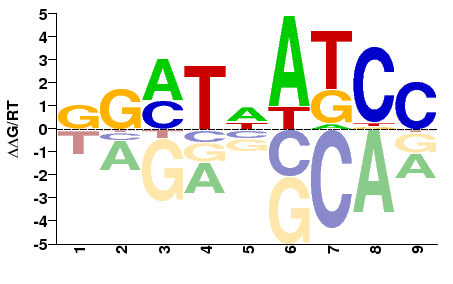 ΔΔG/RT
5
4
3
2
1
0
-1
-2
-3
-4
-5
G T
G C A
A C T G
T C G A
A T C G
A T C G
T G A C
C T A
C G A
1 2 3 4 5 6 7 8 9